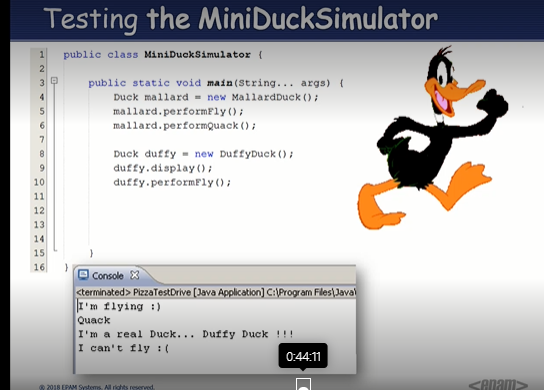 Testing the MiniDuckSimulator
1 public class MiniDuckSimulator {
2
3 public static void main(String... args) {
4 Duck mallard = new MallardDuck();
5 mallard.performFly();
6 mallard.performQuack();
7
8 Duck duffy = new DuffyDuck();
9 duffy.display();
10 duffy.performFly();
11
12
13
14
15 }
16 }
Console
<terminated> PizzaTestDrive [Java Application] C:\Program Files\Java\
I'm flying :)
Quack
I'm a real Duck... Duffy Duck !!!
I can't fly :(
0:44:11
® 2018 EPAM Systems. All rights reserved.
<epam>